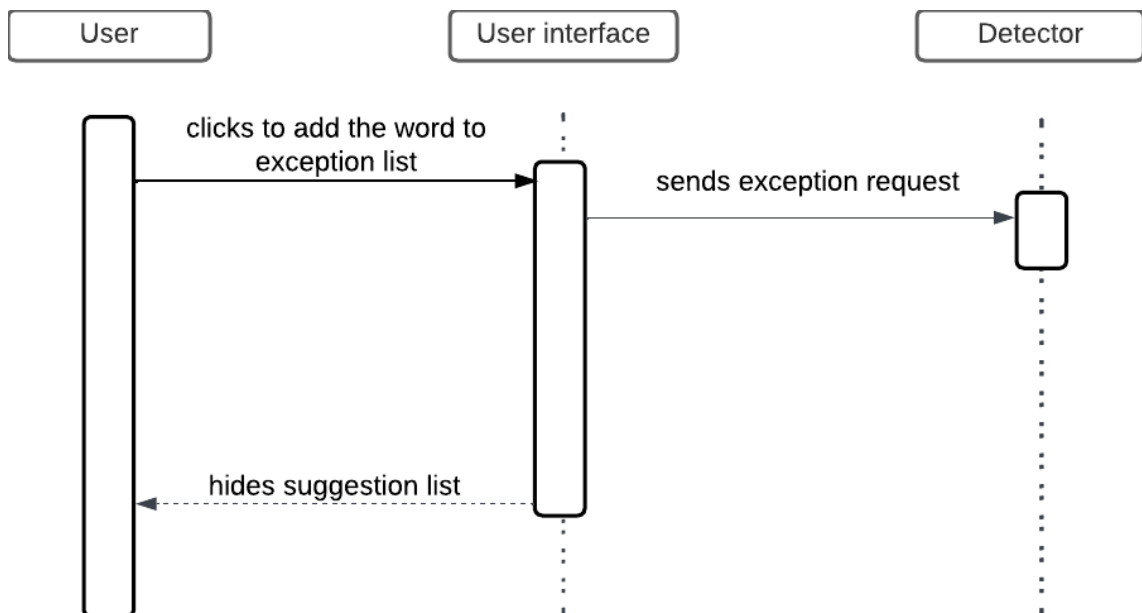 User
User interface
Detector
clicks to add the word to
exception list
sends exception request
hides suggestion list